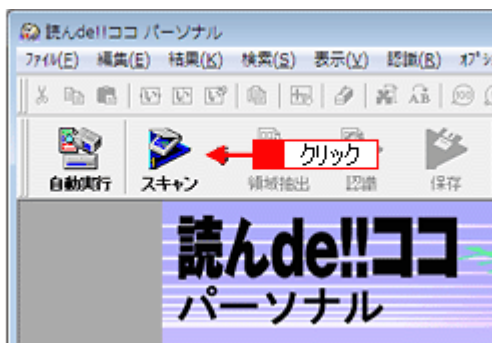 読んde!!ココ パーソナル
ファイル(E) 編集(E) 結果(K) 検索(S) 表示(V) 認識(R) オプシ
クリック
自動実行 スキャン 領域抽出 認識 保存
読んde!!ココ
パーソナル